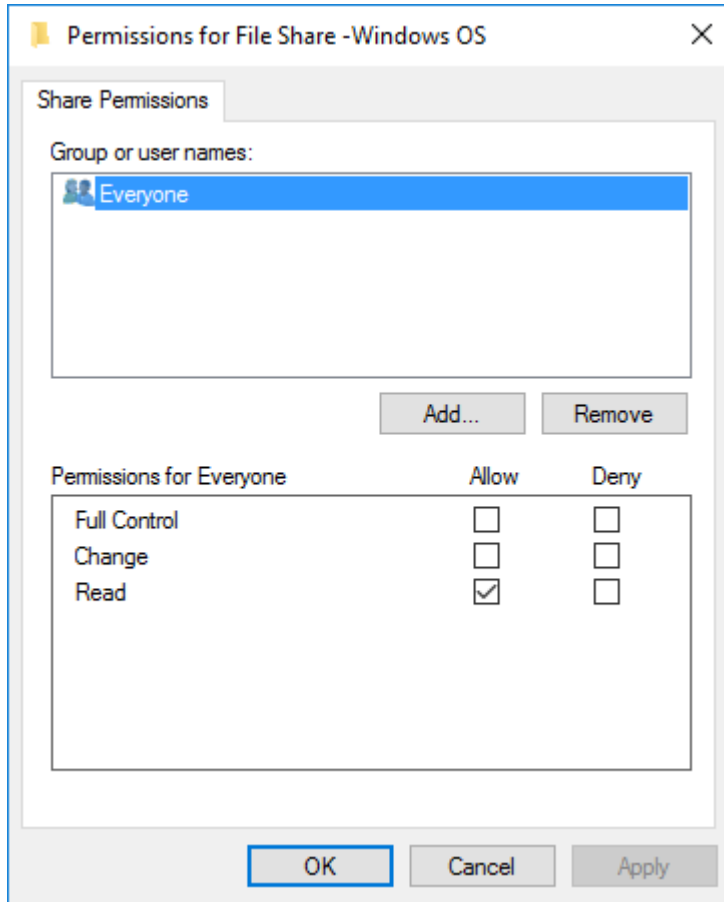 Permissions for File Share -Windows OS
Share Permissions
Group or user names:
Everyone
Add...
Remove
Permissions for Everyone Allow Deny
Full Control
Change
Read
OK Cancel Apply